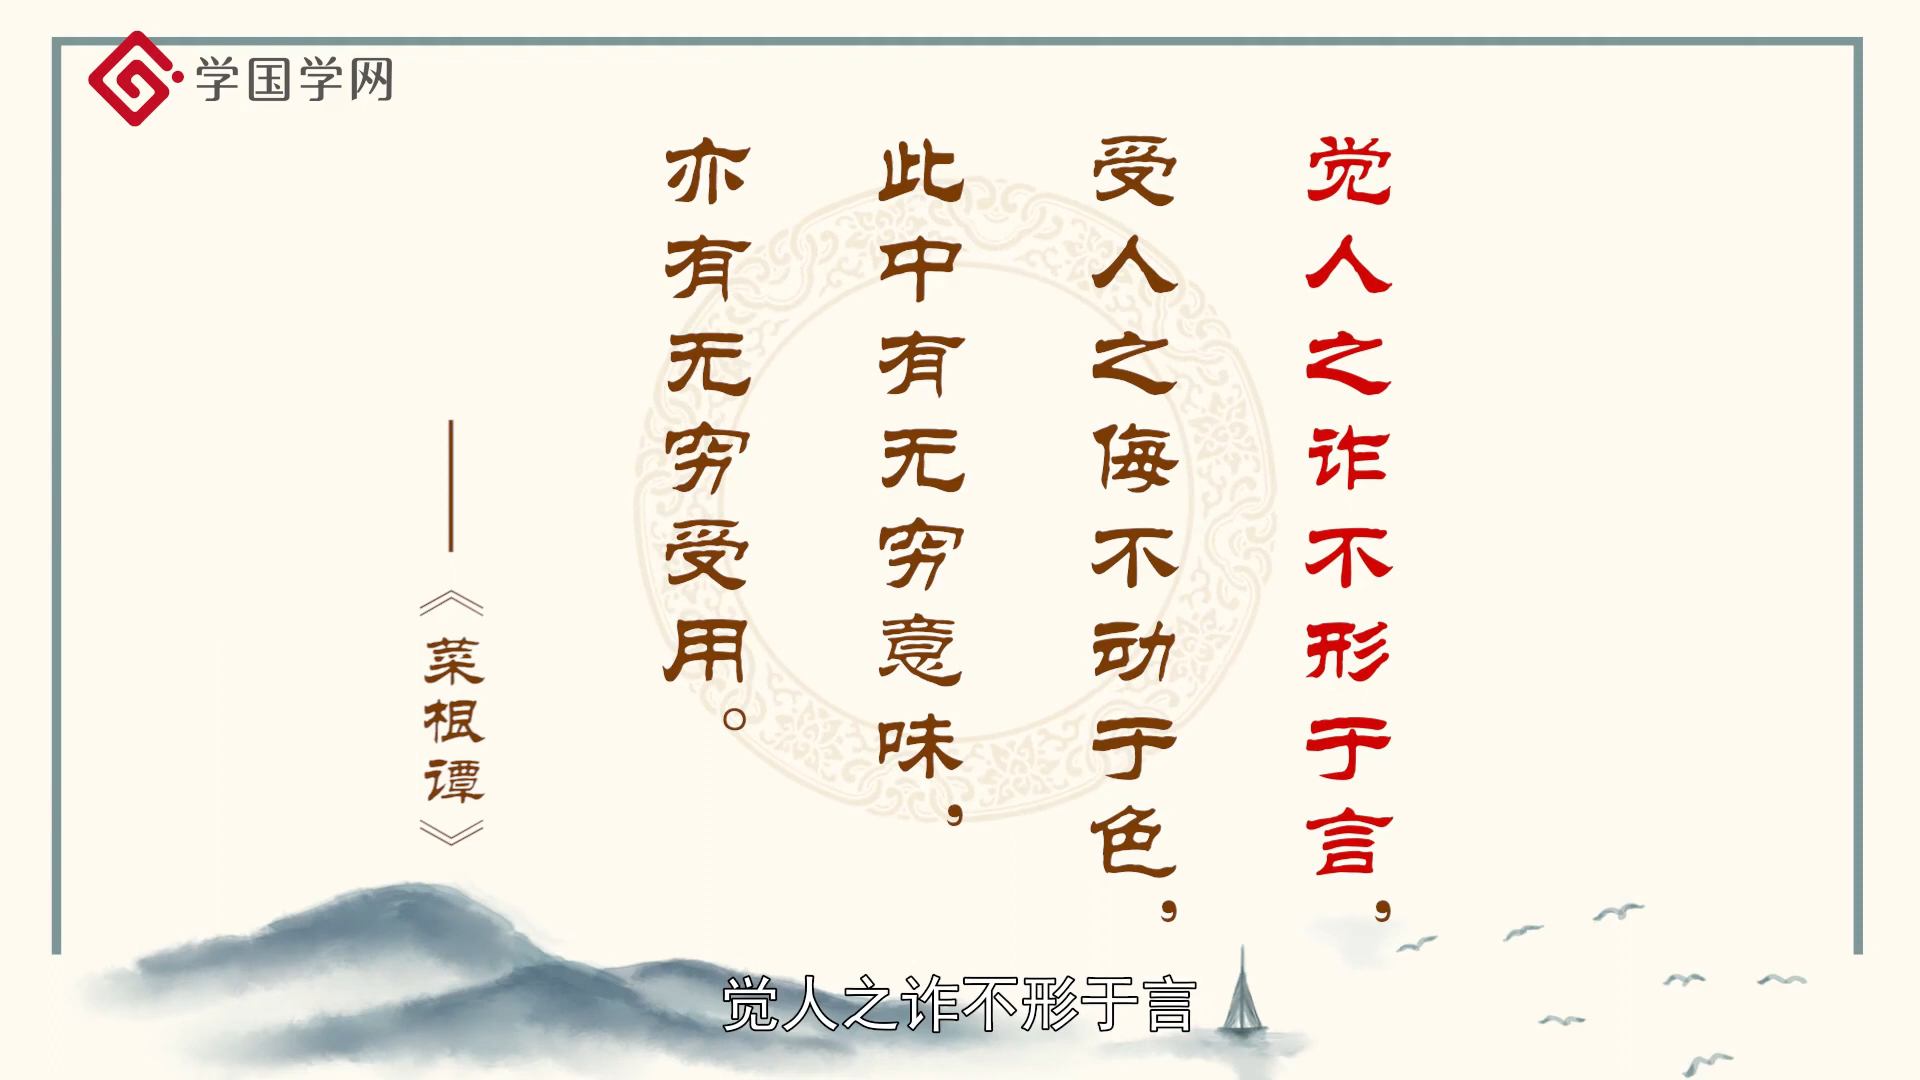 学国学网
觉人之诈不形于言，
受人之侮不动于色，
此中有无穷意味，
亦有无穷受用。
——《菜根谭》
觉人之诈不形于言